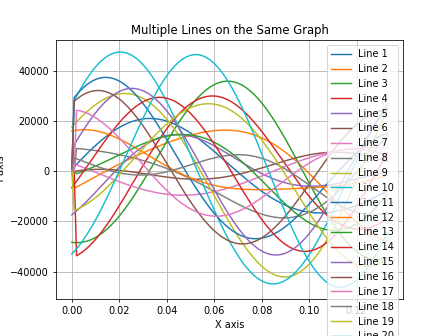 Multiple Lines on the Same Graph
40000
20000
0
−20000
−40000
0.00
0.02
0.04
0.06
0.08
0.10
X axis
axis
Line 1
Line 2
Line 3
Line 4
Line 5
Line 6
Line 7
Line 8
Line 9
Line 10
Line 11
Line 12
Line 13
Line 14
Line 15
Line 16
Line 17
Line 18
Line 19
Line 20